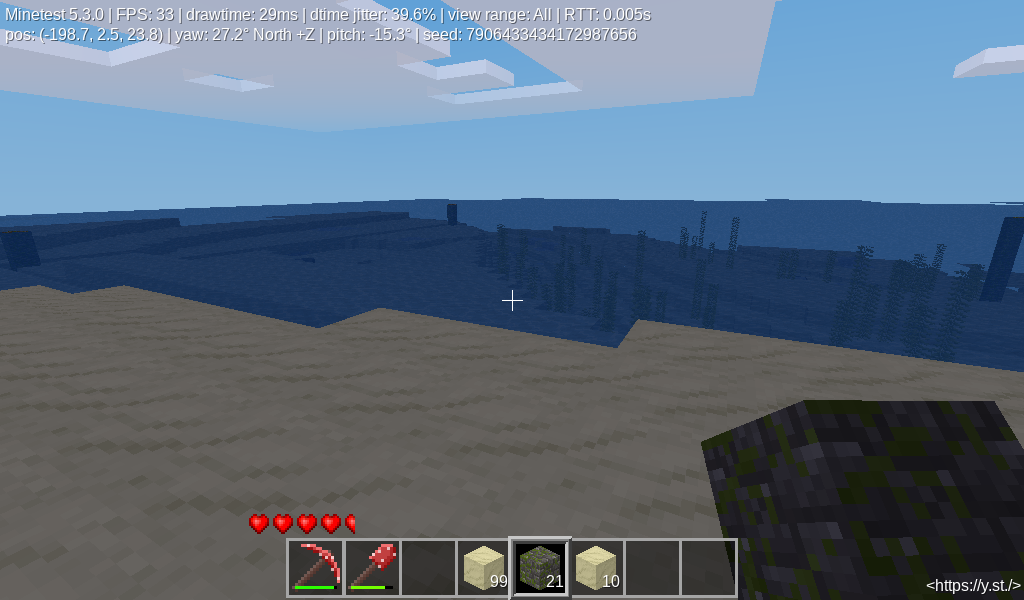 Minetest 5.3.0 | FPS: 33 | drawtime: 29ms | dtime jitter: 39.6% | view range: All | RTT: 0.005s
pos: (-198.7, 2.5, 23.8) | yaw: 27.2° North +Z | pitch: -15.3° | seed: 7906433434172987656
99 21 10
<https://y.st./>